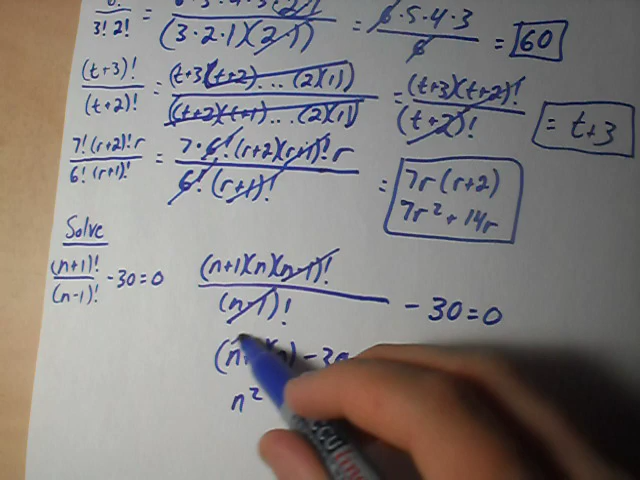 3! 2! = (3·2·1)(2·1) = 6·5·4·3 / 6 = 60
(t+3)! / (t+2)! = (t+3)(t+2)...(2)(1) / (t+2)(t+1)...(2)(1) = (t+3)(t+2)! / (t+2)! = t+3
7! (r+2)! r / 6! (r+1)! = 7·6! (r+2)(r+1)! r / 6! (r+1)! = 7r(r+2)
7r² + 14r
Solve
(n+1)! / (n-1)! - 30 = 0 (n+1)(n)(n-1)! / (n-1)! - 30 = 0
(n+1)(n) - 30
n²